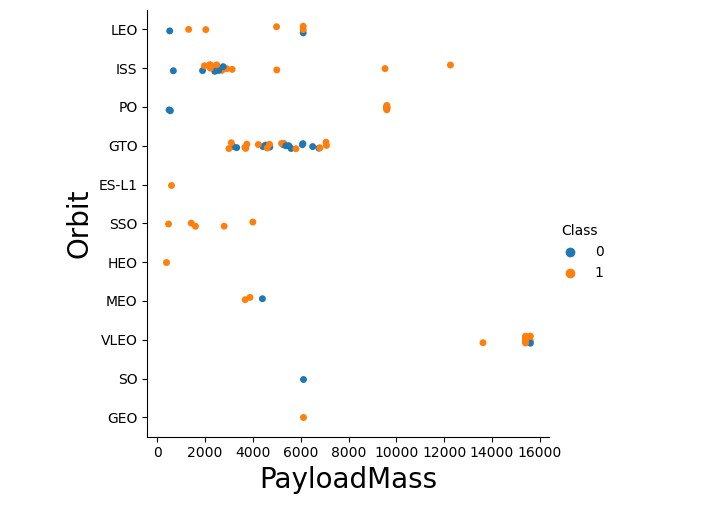 LEO
ISS
PO
GTO
ES-L1
SSO
HEO
MEO
VLEO
SO
GEO
Orbit
0 2000 4000 6000 8000 10000 12000 14000 16000
PayloadMass
Class
0
1